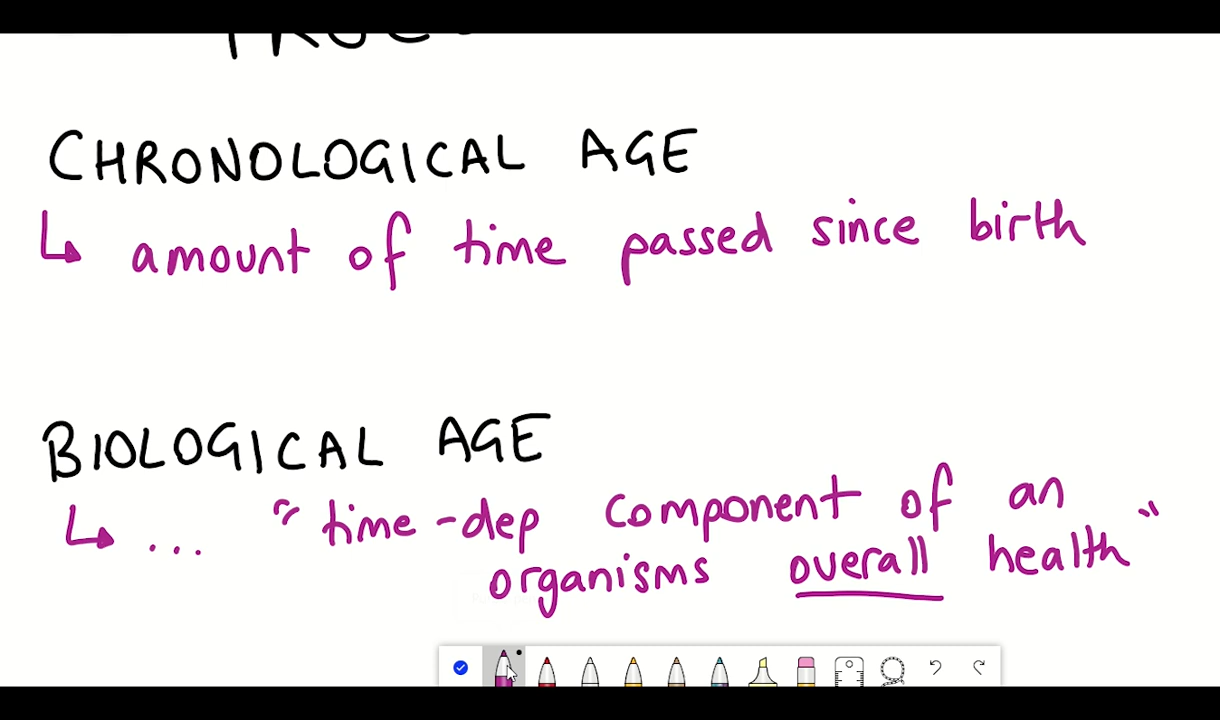 CHRONOLOGICAL AGE
↳ amount of time passed since birth
BIOLOGICAL AGE
↳ ... "time-dep component of an
organisms overall health"